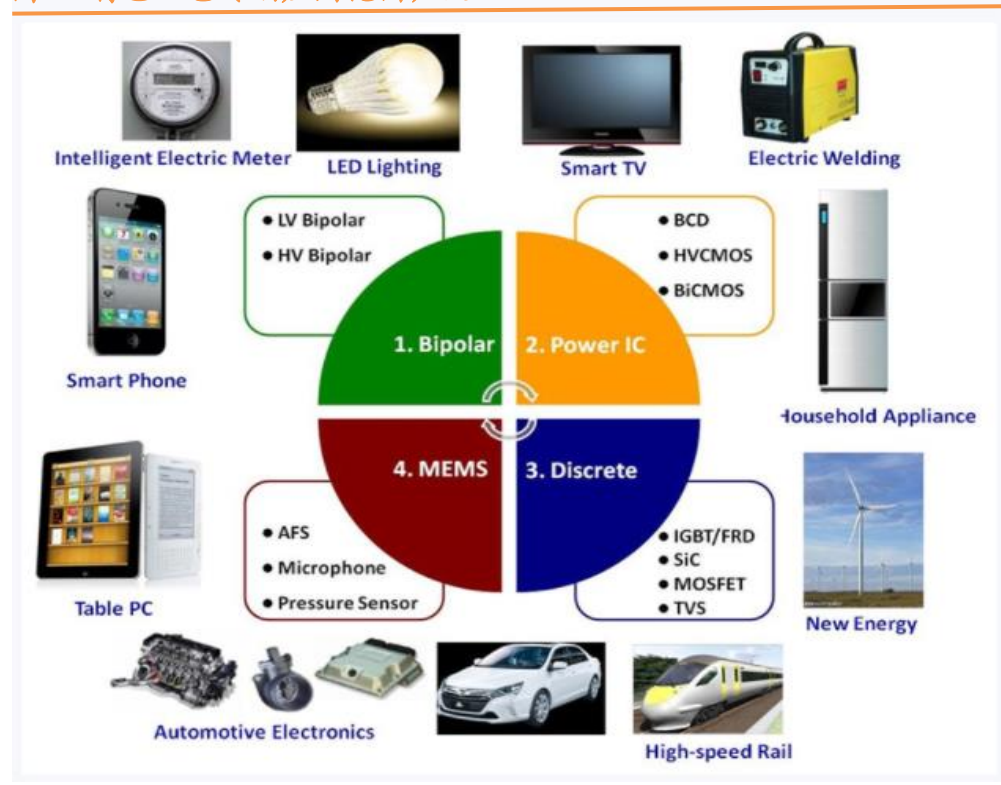 Intelligent Electric Meter
LED Lighting
Smart TV
Electric Welding
Smart Phone
• LV Bipolar
• HV Bipolar
• BCD
• HVCMOS
• BiCMOS
1. Bipolar
2. Power IC
Household Appliance
4. MEMS
3. Discrete
Table PC
• AFS
• Microphone
• Pressure Sensor
• IGBT/FRD
• SiC
• MOSFET
• TVS
New Energy
Automotive Electronics
High-speed Rail